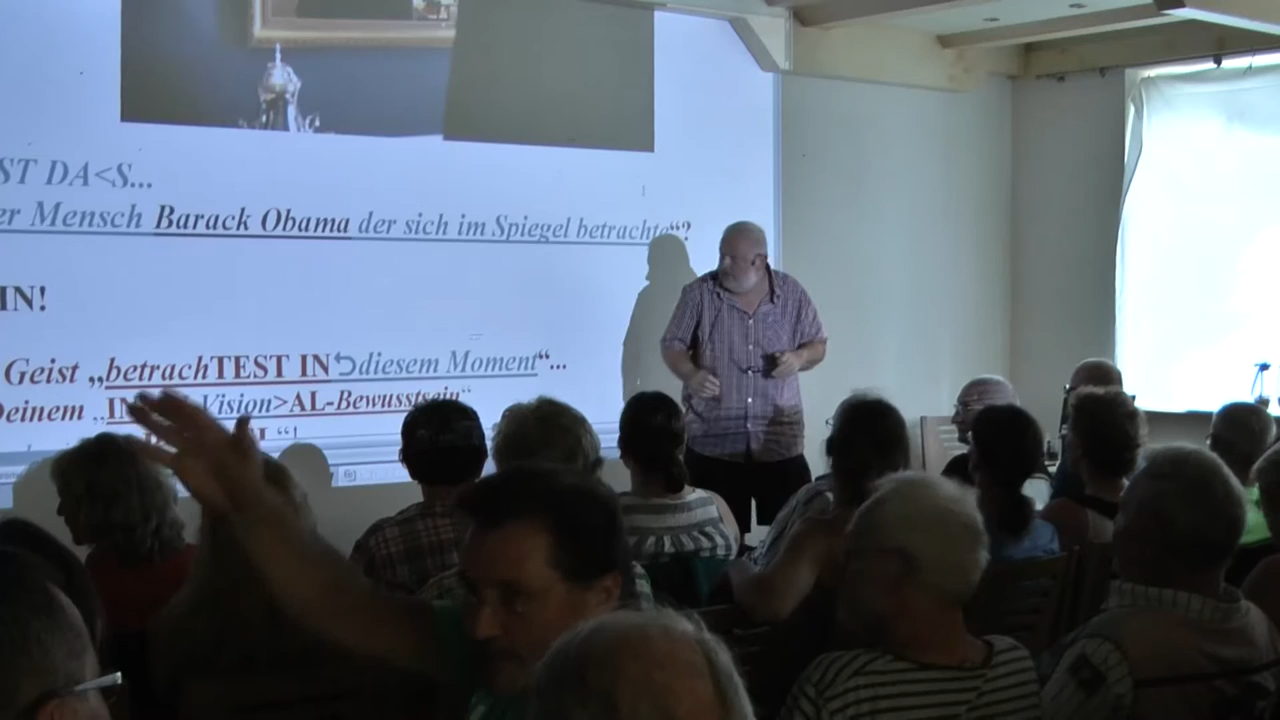 ST DA<S...
er Mensch Barack Obama der sich im Spiegel betrachte“?
IN!
Geist „betrachTEST IN⮌diesem Moment“...
Deinem Vision>AL-Bewusstsein“